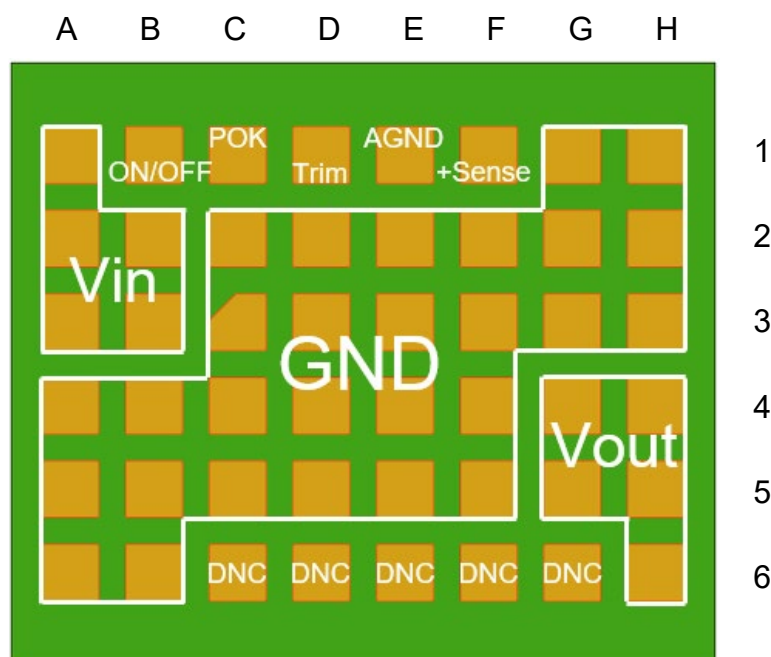 A B C D E F G H
POK AGND
ON/OFF Trim +Sense
1
2
Vin
3
GND
4
Vout
5
DNC DNC DNC DNC DNC
6